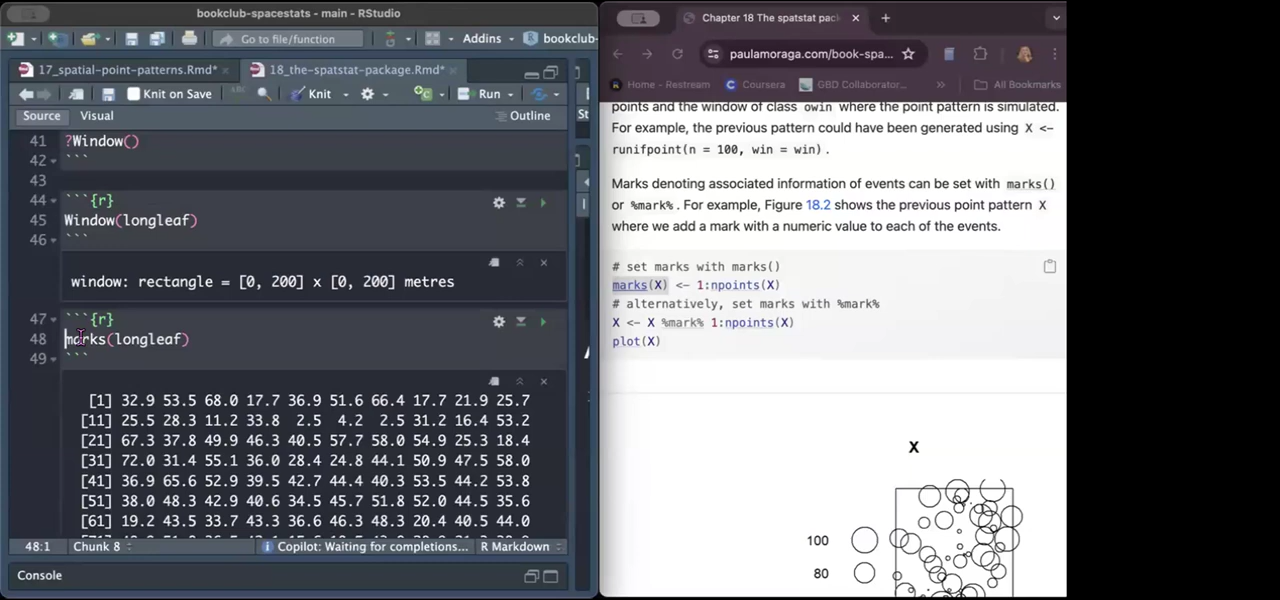 bookclub-spacestats - main - RStudio
Go to file/function
Addins
bookclub-
17_spatial-point-patterns.Rmd*
18_the-spatstat-package.Rmd*
Knit on Save
ABC
Knit
Run
Source
Visual
Outline
St
41 ?Window()
42 ```
43
44 ```{r}
45 Window(longleaf)
46 ```
window: rectangle = [0, 200] x [0, 200] metres
47 ```{r}
48 marks(longleaf)
49 ```
[1] 32.9 53.5 68.0 17.7 36.9 51.6 66.4 17.7 21.9 25.7
[11] 25.5 28.3 11.2 33.8 2.5 4.2 2.5 31.2 16.4 53.2
[21] 67.3 37.8 49.9 46.3 40.5 57.7 58.0 54.9 25.3 18.4
[31] 72.0 31.4 55.1 36.0 28.4 24.8 44.1 50.9 47.5 58.0
[41] 36.9 65.6 52.9 39.5 42.7 44.4 40.3 53.5 44.2 53.8
[51] 38.0 48.3 42.9 40.6 34.5 45.7 51.8 52.0 44.5 35.6
[61] 19.2 43.5 33.7 43.3 36.6 46.3 48.3 20.4 40.5 44.0
48:1
Chunk 8
Copilot: Waiting for completions...
R Markdown
Console
Chapter 18 The spatstat pac
paulamoraga.com/book-spa...
Home - Restream
Coursera
GBD Collaborator...
»
All Bookmarks
points and the window of class owin where the point pattern is simulated.
For example, the previous pattern could have been generated using X <-
runifpoint(n = 100, win = win) .
Marks denoting associated information of events can be set with marks()
or %mark% . For example, Figure 18.2 shows the previous point pattern X
where we add a mark with a numeric value to each of the events.
# set marks with marks()
marks(X) <- 1:npoints(X)
# alternatively, set marks with %mark%
X <- X %mark% 1:npoints(X)
plot(X)
X
100
80